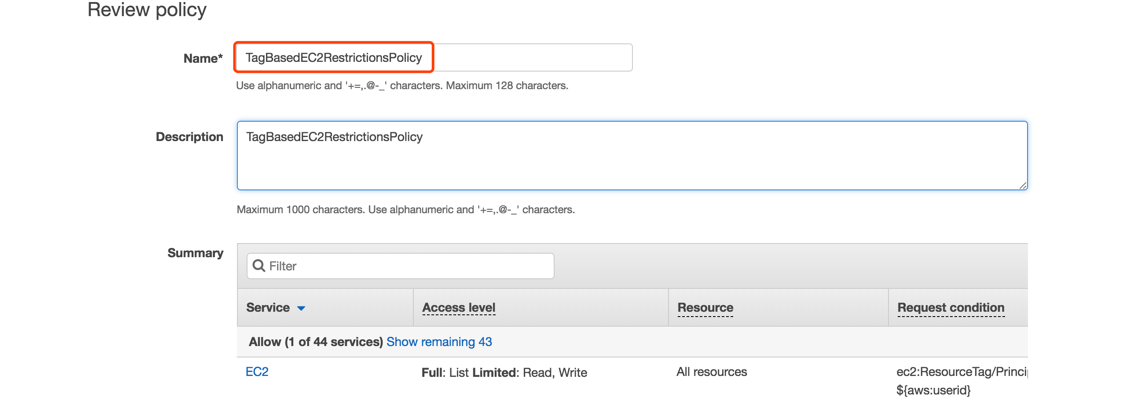 Review policy
Name* TagBasedEC2RestrictionsPolicy
Use alphanumeric and '+=,.@-_' characters. Maximum 128 characters.
Description TagBasedEC2RestrictionsPolicy
Maximum 1000 characters. Use alphanumeric and '+=,.@-_' characters.
Summary Filter
Service Access level Resource Request condition
Allow (1 of 44 services) Show remaining 43
EC2 Full: List Limited: Read, Write All resources ec2:ResourceTag/Princi
${aws:userid}